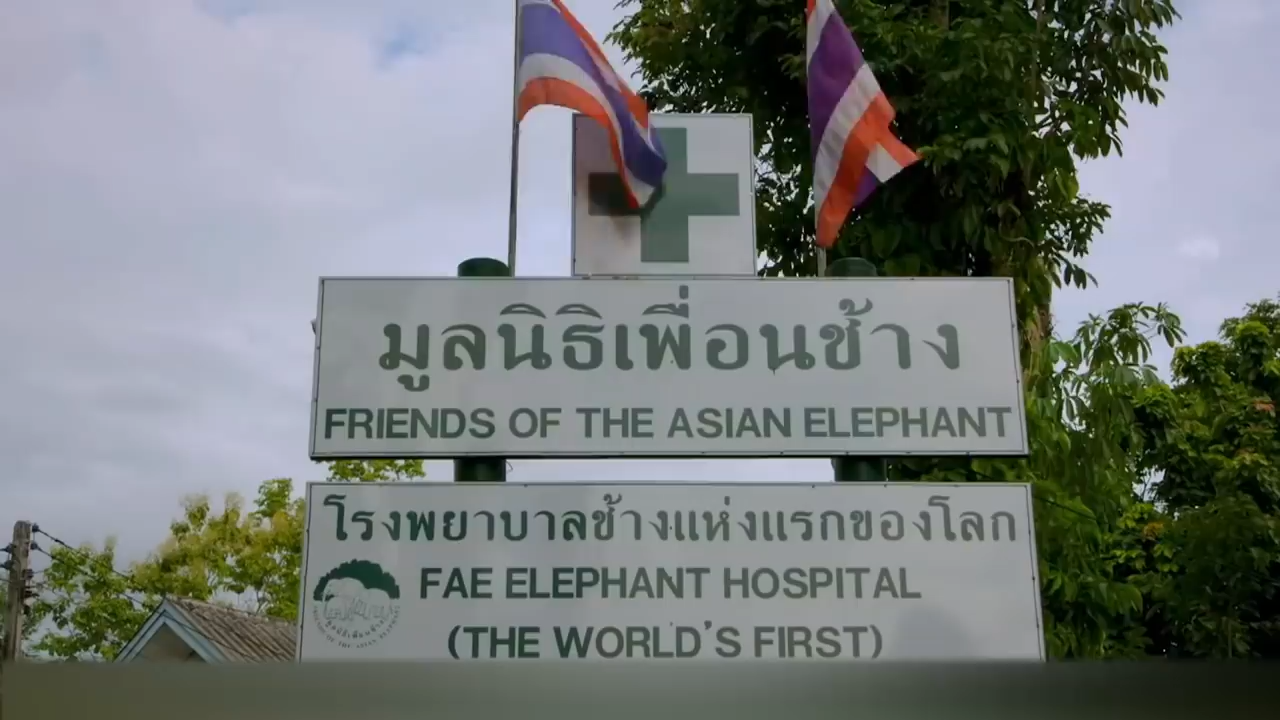 มูลนิธิเพื่อนช้าง
FRIENDS OF THE ASIAN ELEPHANT
โรงพยาบาลช้างแห่งแรกของโลก
FAE ELEPHANT HOSPITAL
(THE WORLD'S FIRST)